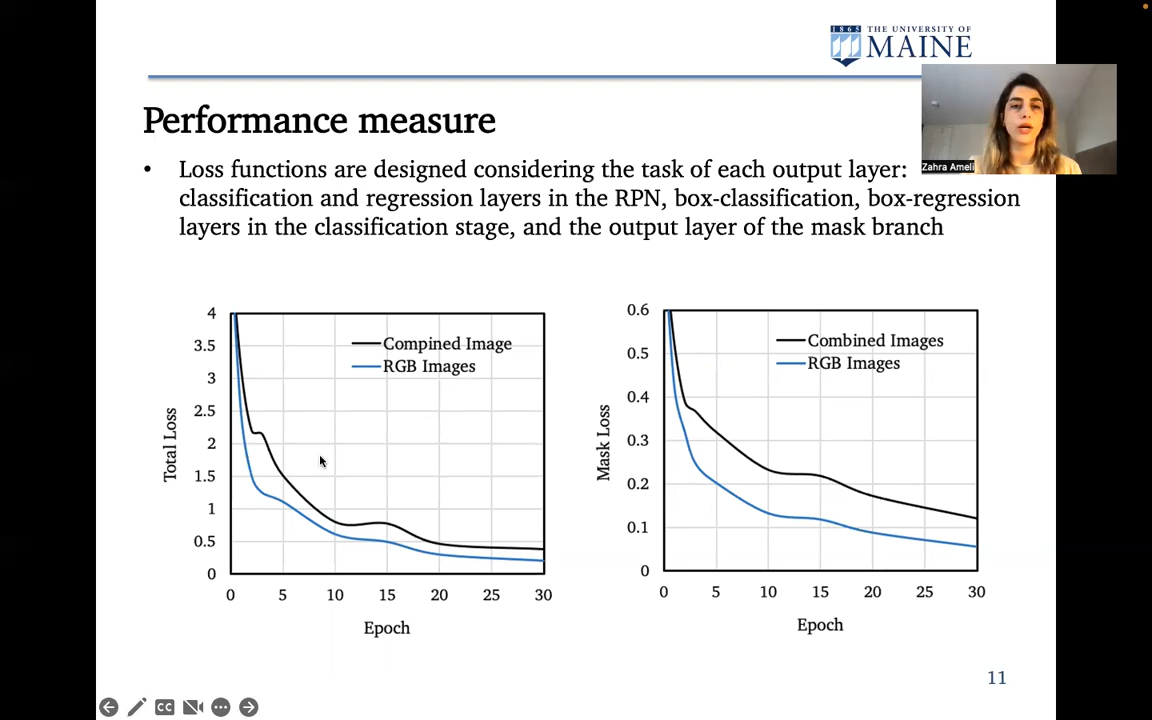 1865 THE UNIVERSITY OF
MAINE
Zahra Ameli
Performance measure
• Loss functions are designed considering the task of each output layer:
classification and regression layers in the RPN, box-classification, box-regression
layers in the classification stage, and the output layer of the mask branch
4
3.5
3
2.5
2
1.5
1
0.5
0
Total Loss
Compined Image
RGB Images
0 5 10 15 20 25 30
Epoch
0.6
0.5
0.4
0.3
0.2
0.1
0
Mask Loss
Combined Images
RGB Images
0 5 10 15 20 25 30
Epoch
11
CC